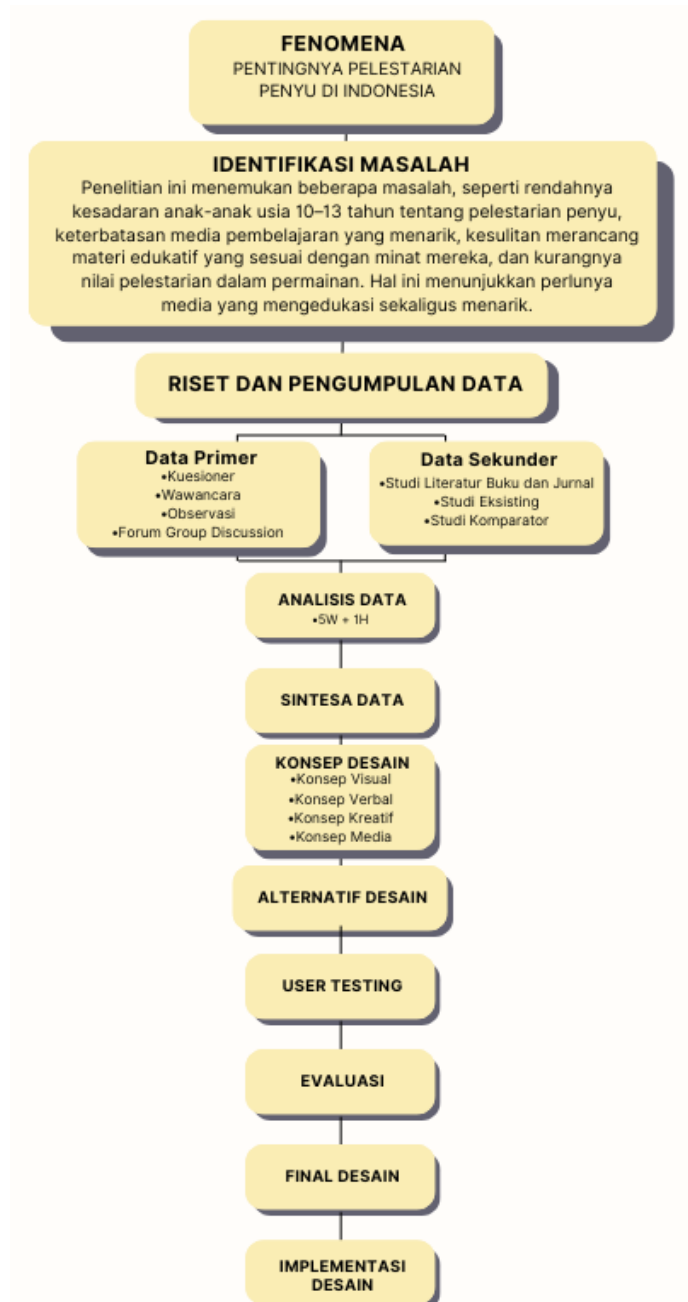 FENOMENA
PENTINGNYA PELESTARIAN
PENYU DI INDONESIA
IDENTIFIKASI MASALAH
Penelitian ini menemukan beberapa masalah, seperti rendahnya
kesadaran anak-anak usia 10–13 tahun tentang pelestarian penyu,
keterbatasan media pembelajaran yang menarik, kesulitan merancang
materi edukatif yang sesuai dengan minat mereka, dan kurangnya
nilai pelestarian dalam permainan. Hal ini menunjukkan perlunya
media yang mengedukasi sekaligus menarik.
RISET DAN PENGUMPULAN DATA
Data Primer
•Kuesioner
•Wawancara
•Observasi
•Forum Group Discussion
Data Sekunder
•Studi Literatur Buku dan Jurnal
•Studi Eksisting
•Studi Komparator
ANALISIS DATA
•5W + 1H
SINTESA DATA
KONSEP DESAIN
•Konsep Visual
•Konsep Verbal
•Konsep Kreatif
•Konsep Media
ALTERNATIF DESAIN
USER TESTING
EVALUASI
FINAL DESAIN
IMPLEMENTASI
DESAIN